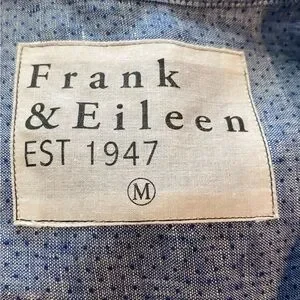 Frank
& Eileen
EST 1947
M